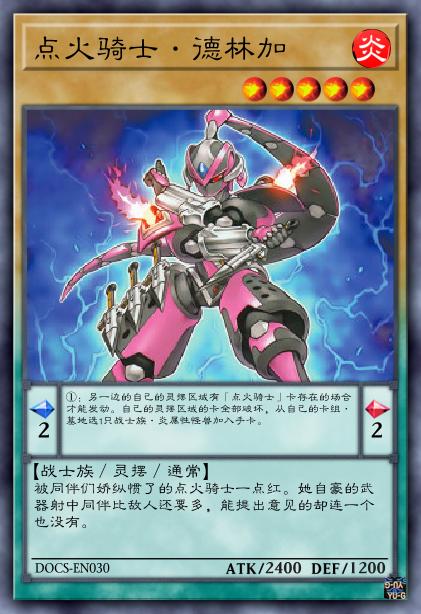 点火骑士·德林加
炎
①：另一边的自己的灵摆区域有「点火骑士」卡存在的场合
才能发动。自己的灵摆区域的卡全部破坏，从自己的卡组·
墓地选1只战士族·炎属性怪兽加入手卡。
2
2
【战士族／灵摆／通常】
被同伴们娇纵惯了的点火骑士一点红。她自豪的武
器射中同伴比敌人还要多，能提出意见的却连一个
也没有。
DOCS-EN030
ATK/2400 DEF/1200